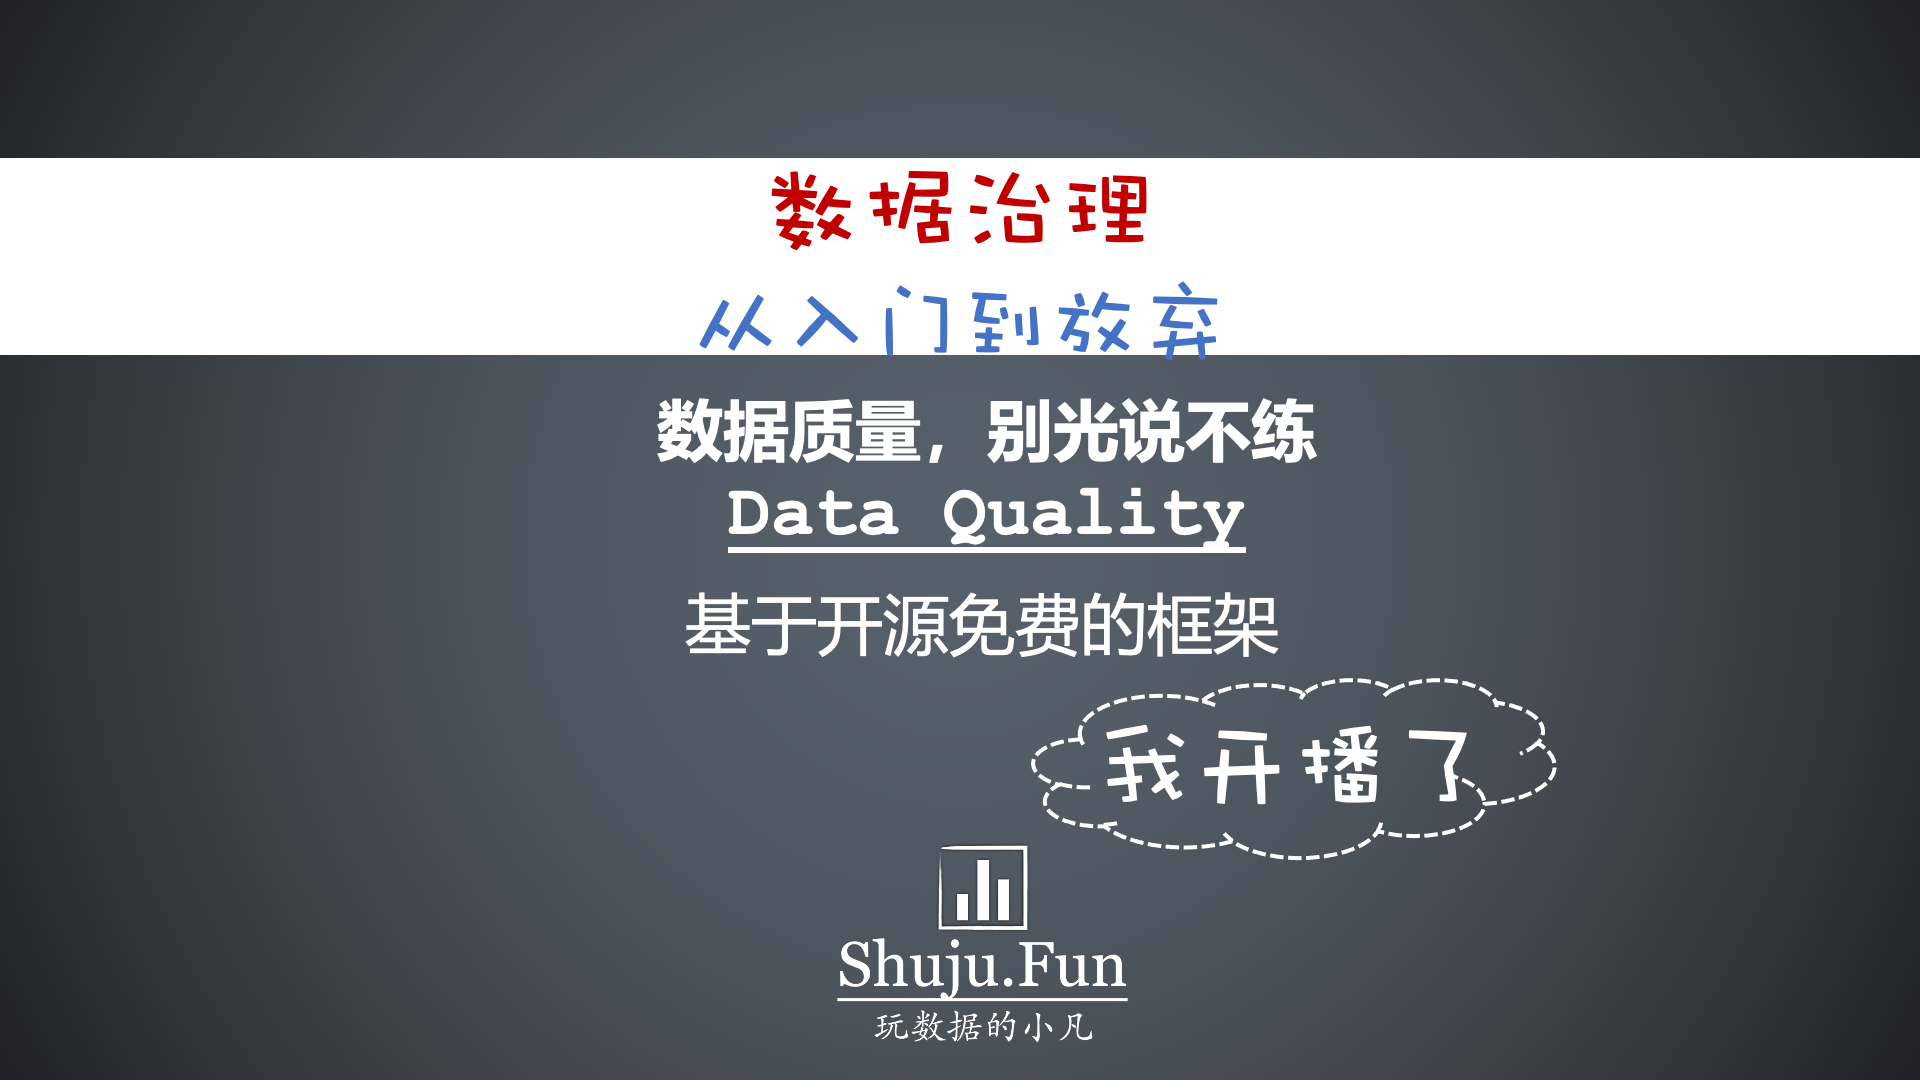 数据治理
从入门到放弃
数据质量，别光说不练
Data Quality
基于开源免费的框架
我开播了
Shuju.Fun
玩数据的小凡